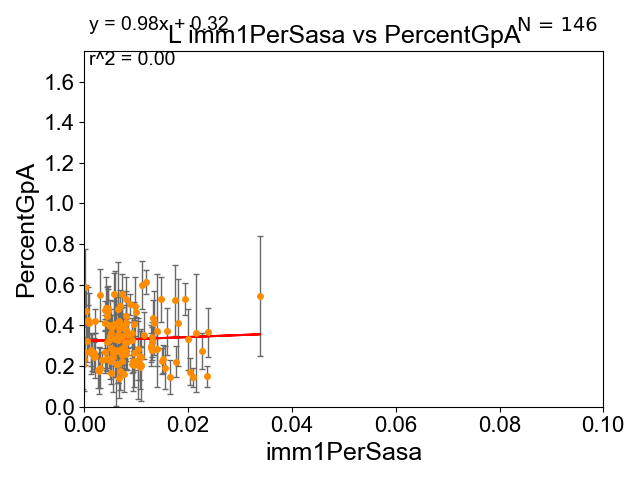 y = 0.98x + 0.32
N = 146
L imm1PerSasa vs PercentGpA
r^2 = 0.00
1.6
1.4
1.2
1.0
0.8
0.6
0.4
0.2
0.0
PercentGpA
0.00 0.02 0.04 0.06 0.08 0.10
imm1PerSasa